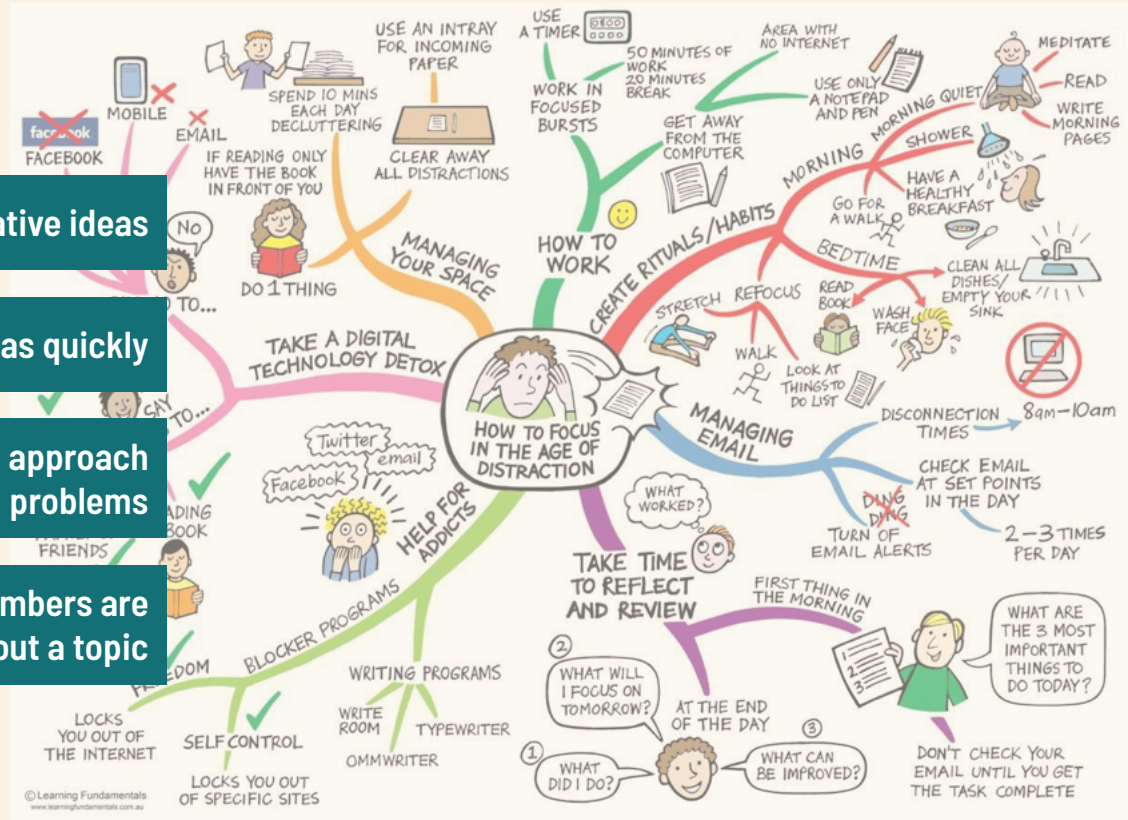 facebook
FACEBOOK
MOBILE
EMAIL
SPEND 10 MINS
EACH DAY
DECLUTTERING
USE AN INTRAY
FOR INCOMING
PAPER
CLEAR AWAY
ALL DISTRACTIONS
IF READING ONLY
HAVE THE BOOK
IN FRONT OF YOU
DO 1 THING
MANAGING
YOUR SPACE
USE
A TIMER
50 MINUTES OF
WORK
20 MINUTES
BREAK
WORK IN
FOCUSED
BURSTS
AREA WITH
NO INTERNET
USE ONLY
A NOTEPAD
AND PEN
GET AWAY
FROM THE
COMPUTER
HOW TO
WORK
CREATE RITUALS/HABITS
MORNING
MORNING QUIET
MEDITATE
READ
WRITE
MORNING
PAGES
SHOWER
HAVE A
HEALTHY
BREAKFAST
GO FOR
A WALK
BEDTIME
CLEAN ALL
DISHES/
EMPTY YOUR
SINK
READ
BOOK
WASH
FACE
STRETCH
REFOCUS
WALK
LOOK AT
THINGS TO
DO LIST
ideas
as quickly
approach
problems
are
out a topic
NO
TO...
TAKE A DIGITAL
TECHNOLOGY DETOX
SAY
TO...
BOOK
FRIENDS
HOW TO FOCUS
IN THE AGE OF
DISTRACTION
MANAGING
EMAIL
DISCONNECTION
TIMES
8am-10am
CHECK EMAIL
AT SET POINTS
IN THE DAY
2-3 TIMES
PER DAY
DING
DING
TURN OF
EMAIL ALERTS
Twitter
email
Facebook
HELP FOR
ADDICTS
BLOCKER PROGRAMS
LOCKS
YOU OUT OF
THE INTERNET
SELF CONTROL
LOCKS YOU OUT
OF SPECIFIC SITES
WRITING PROGRAMS
WRITE
ROOM
OMMWRITER
TYPEWRITER
WHAT
WORKED?
TAKE TIME
TO REFLECT
AND REVIEW
FIRST THING IN
THE MORNING
1
2
3
WHAT ARE
THE 3 MOST
IMPORTANT
THINGS TO
DO TODAY?
DON'T CHECK YOUR
EMAIL UNTIL YOU GET
THE TASK COMPLETE
AT THE END
OF THE DAY
1
WHAT
DID I DO?
2
WHAT WILL
I FOCUS ON
TOMORROW?
3
WHAT CAN
BE IMPROVED?
© Learning Fundamentals
www.learningfundamentals.com.au